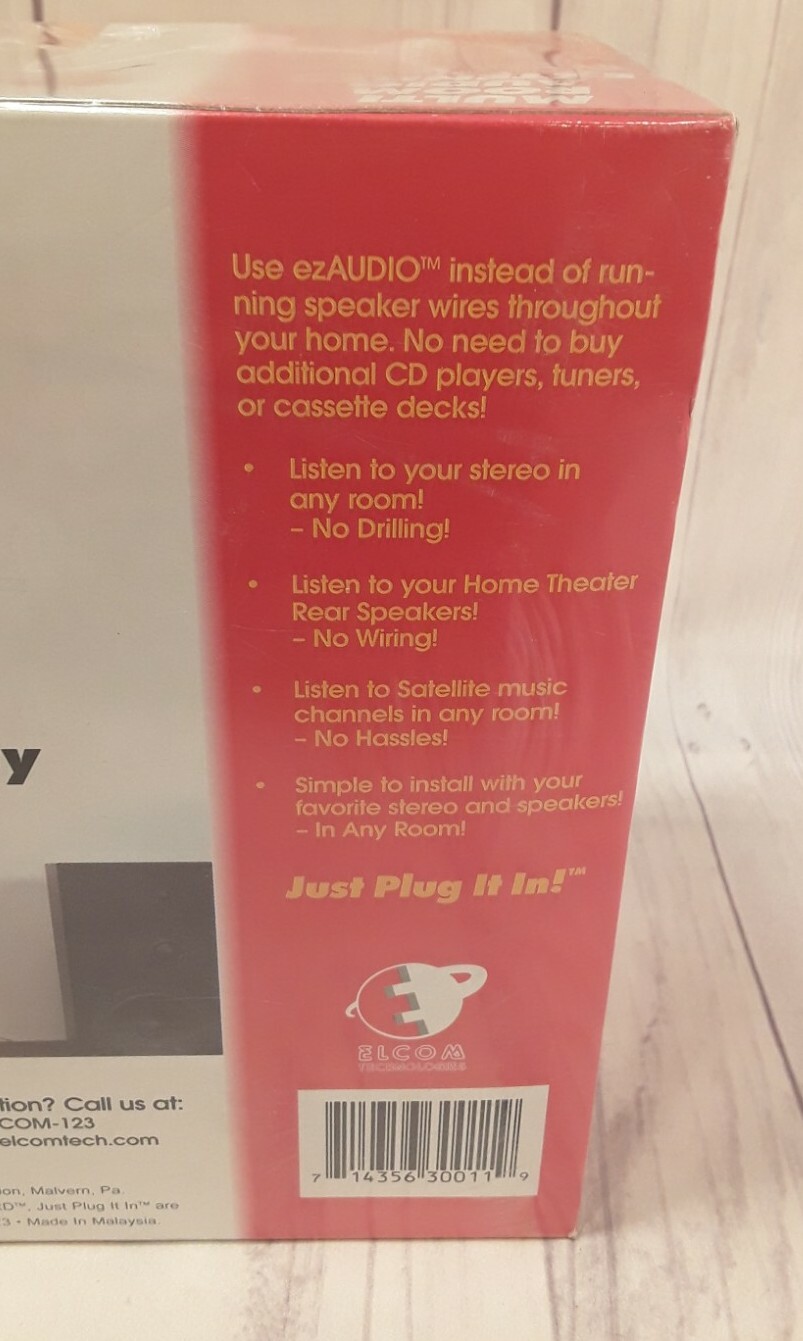 MULTI
Use ezAUDIO™ instead of run-
ning speaker wires throughout
your home. No need to buy
additional CD players, tuners,
or cassette decks!
• Listen to your stereo in
any room!
– No Drilling!
• Listen to your Home Theater
Rear Speakers!
– No Wiring!
• Listen to Satellite music
channels in any room!
– No Hassles!
• Simple to install with your
favorite stereo and speakers!
– In Any Room!
Just Plug It In!™
ELCOM
TECHNOLOGIES
7 14356 30011 9
y
tion? Call us at:
COM-123
elcomtech.com
on, Malvern, Pa.
D™, Just Plug It In™ are
3 • Made In Malaysia.